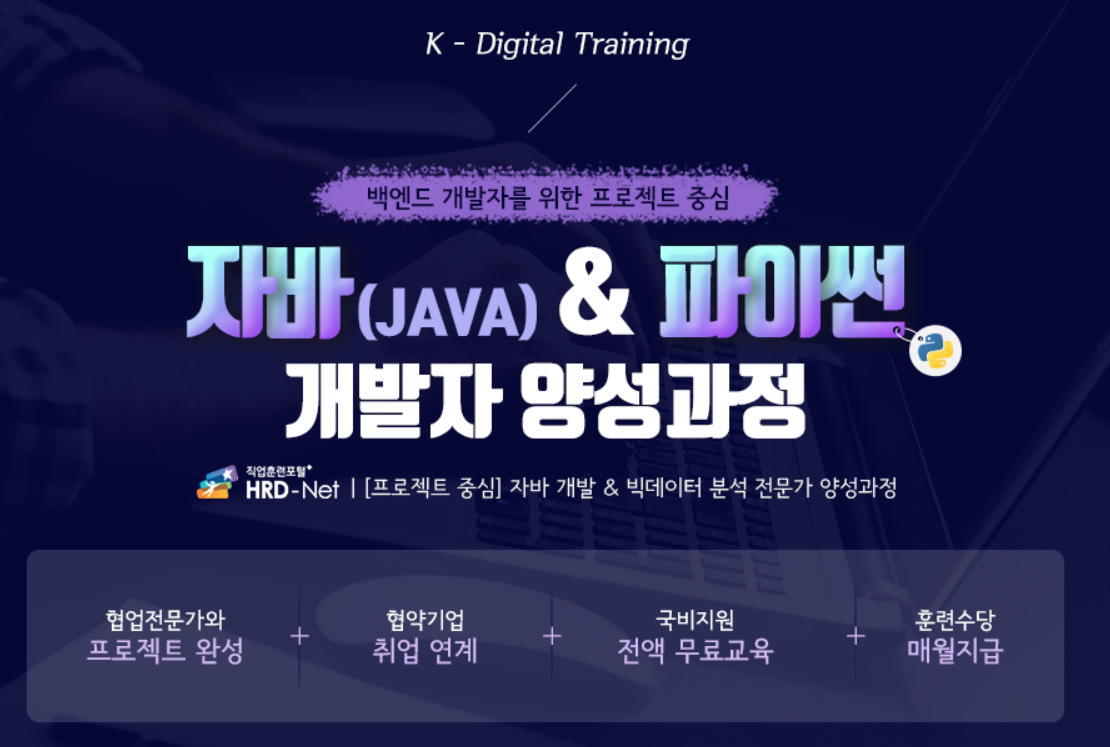 K - Digital Training
백엔드 개발자를 위한 프로젝트 중심
자바(JAVA) & 파이썬
개발자 양성과정
직업훈련포털+
HRD-Net | [프로젝트 중심] 자바 개발 & 빅데이터 분석 전문가 양성과정
협업전문가와
프로젝트 완성
+
협약기업
취업 연계
+
국비지원
전액 무료교육
+
훈련수당
매월지급